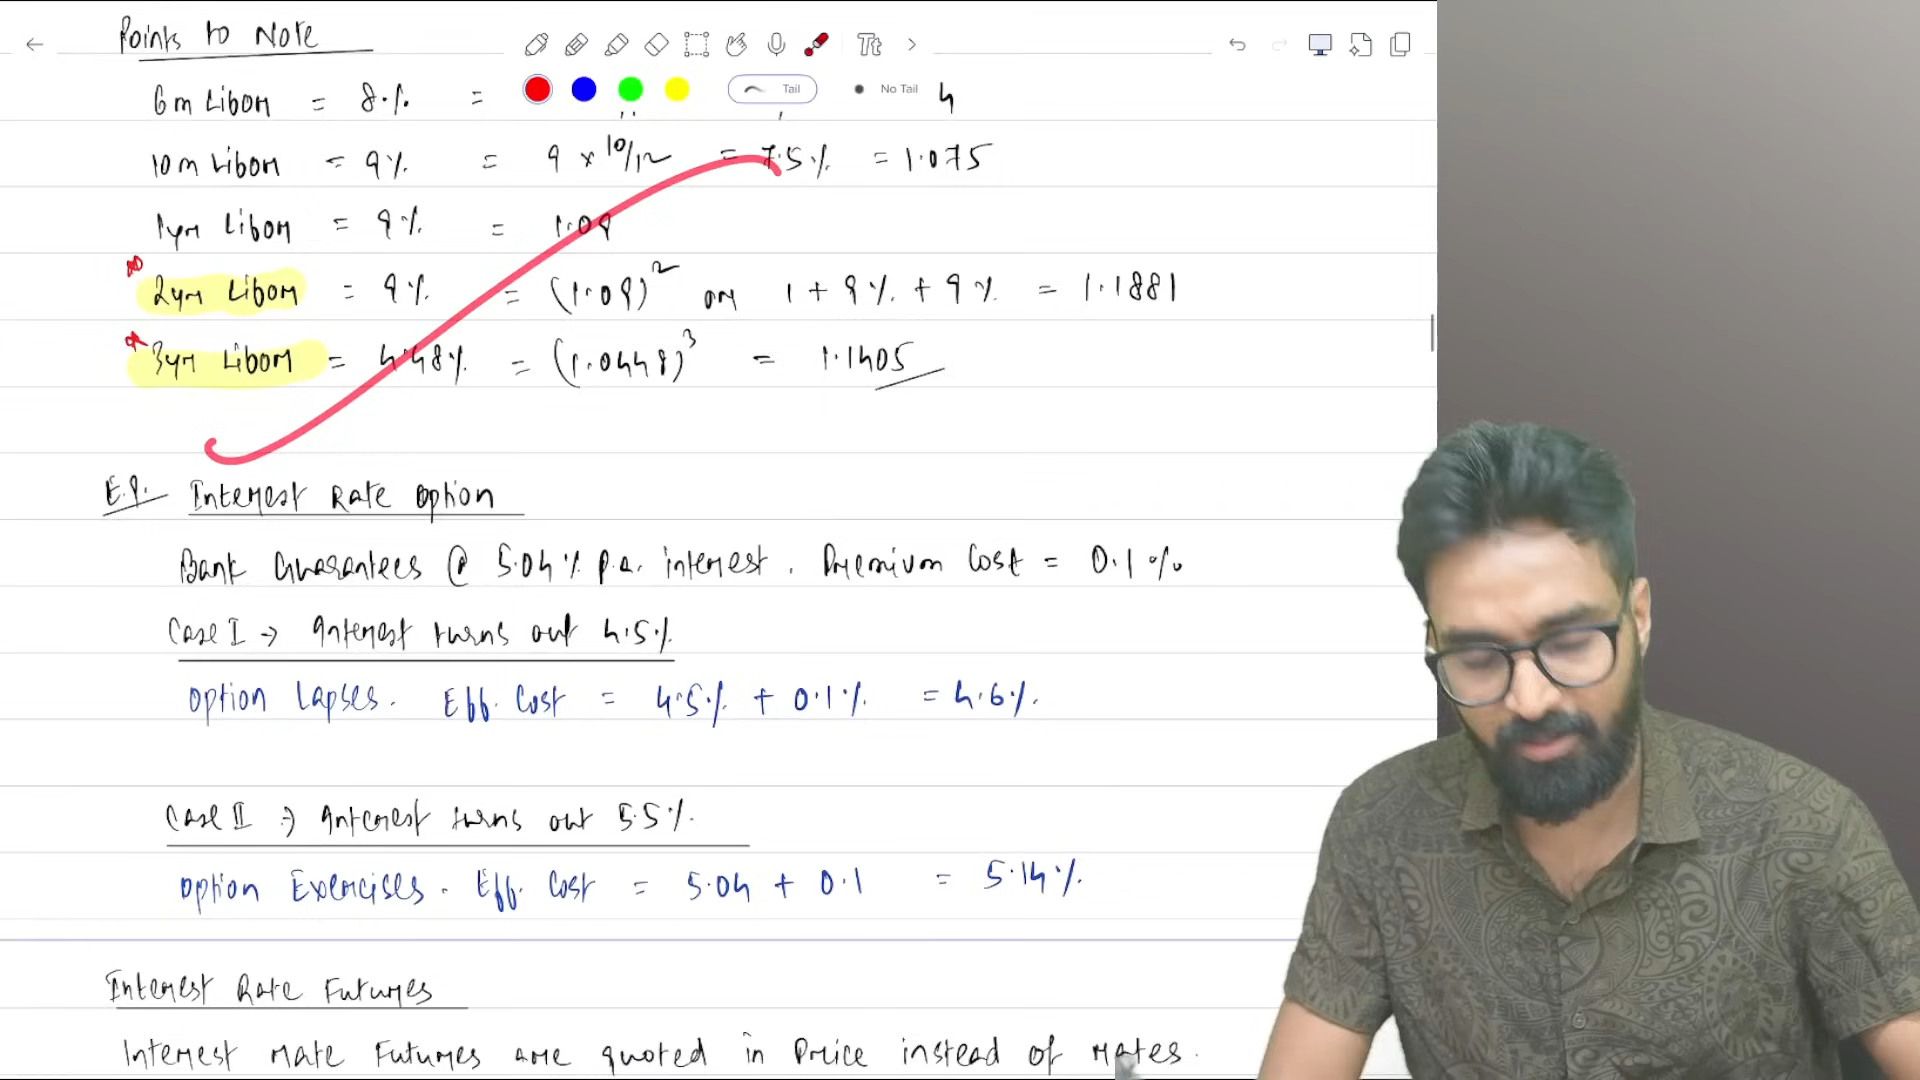 Points to Note
Tt
6m Libor = 8% =
Tail
No Tail
4
10m Libor = 9% = 9 x 10/12 = 7.5% = 1.075
1yr Libor = 9% = 1.09
2yr Libor = 9% = (1.09)² or 1 + 9% + 9% = 1.1881
3yr Libor = 4.48% = (1.0448)³ = 1.1405
E.g. Interest Rate Option
Bank Guarantees @ 5.04% p.a. interest. Premium Cost = 0.1%
Case I → Interest turns out 4.5%
Option Lapses. Eff. Cost = 4.5% + 0.1% = 4.6%.
Case II → Interest turns out 5.5%.
Option Exercises. Eff. Cost = 5.04 + 0.1 = 5.14%.
Interest Rate Futures
Interest rate Futures are quoted in Price instead of rates.